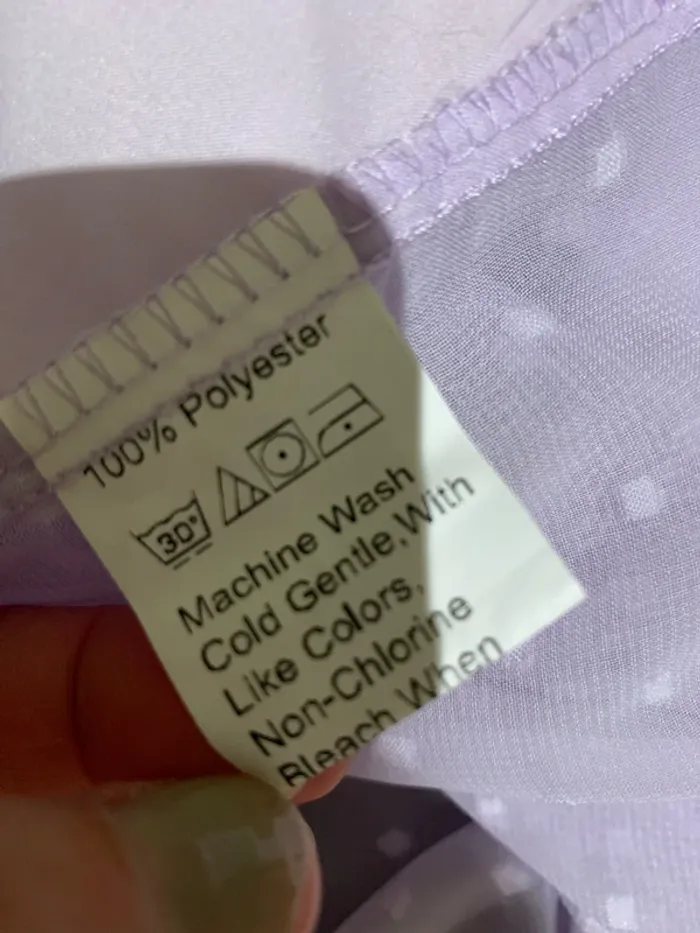 100% Polyester
30°
Machine Wash
Cold Gentle,With
Like Colors,
Non-Chlorine
Bleach When